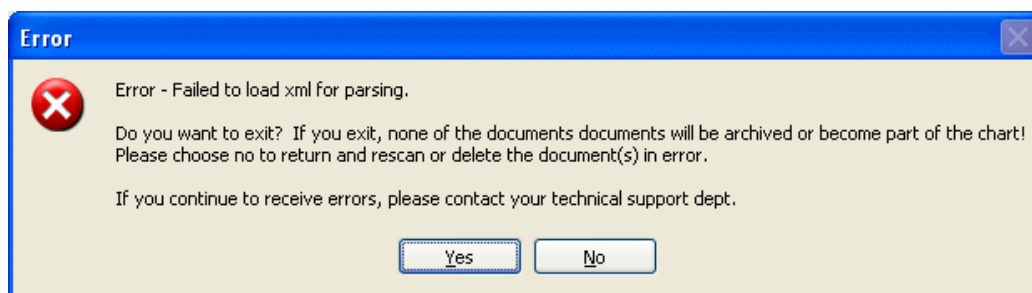 Error
Error - Failed to load xml for parsing.
Do you want to exit?  If you exit, none of the documents documents will be archived or become part of the chart!
Please choose no to return and rescan or delete the document(s) in error.
If you continue to receive errors, please contact your technical support dept.
Yes
No